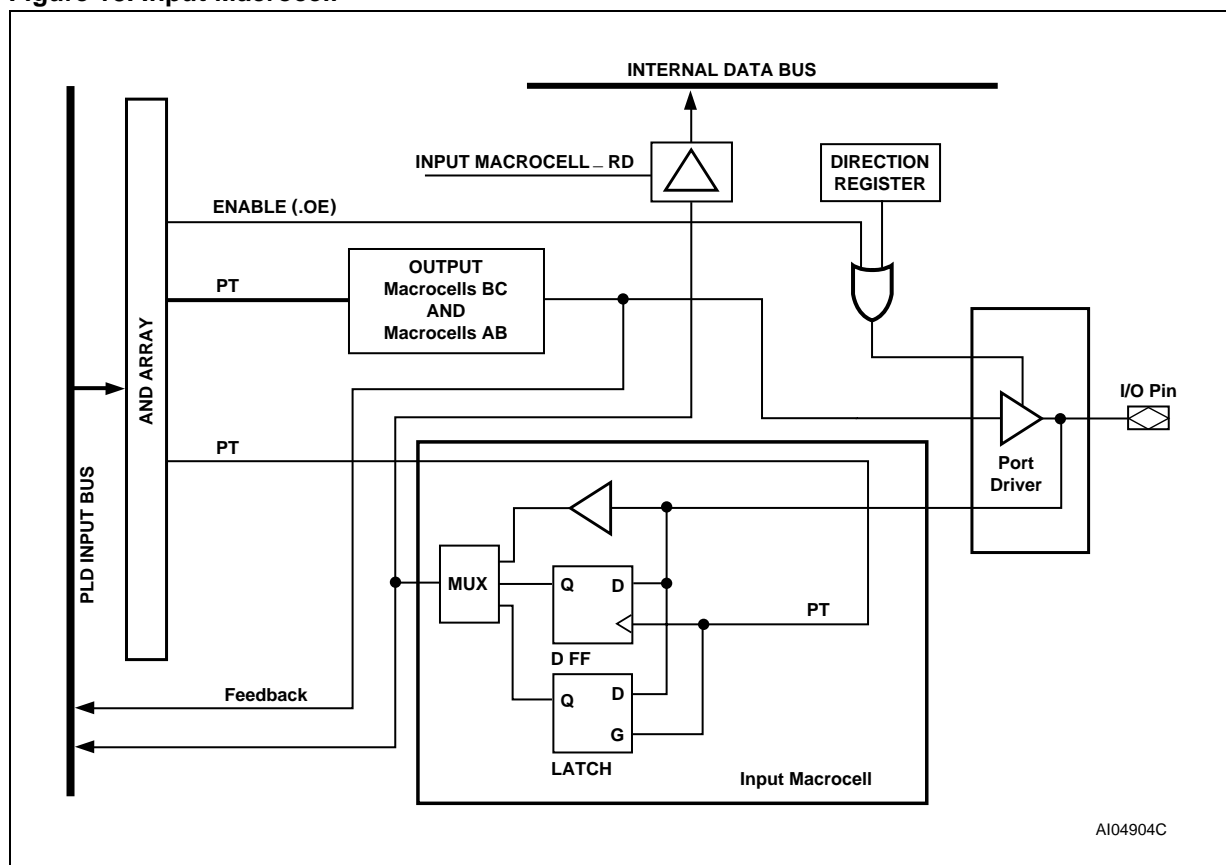 INTERNAL DATA BUS
INPUT MACROCELL_ RD
DIRECTION
REGISTER
ENABLE (.OE)
PT
OUTPUT
Macrocells BC
AND
Macrocells AB
AND ARRAY
PLD INPUT BUS
I/O Pin
PT
Port
Driver
MUX
Q
D
PT
D FF
Feedback
Q
D
G
LATCH
Input Macrocell
AI04904C